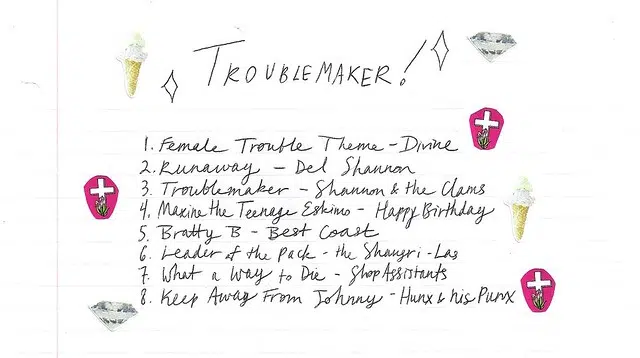 TROUBLEMAKER!
1. Female Trouble Theme - Divine
2. Runaway - Del Shannon
3. Troublemaker - Shannon & the Clams
4. Maxine the Teenage Eskimo - Happy Birthday
5. Bratty B - Best Coast
6. Leader of the Pack - the Shangri-Las
7. What a Way to Die - Shop Assistants
8. Keep Away From Johnny - Hunx & his Punx